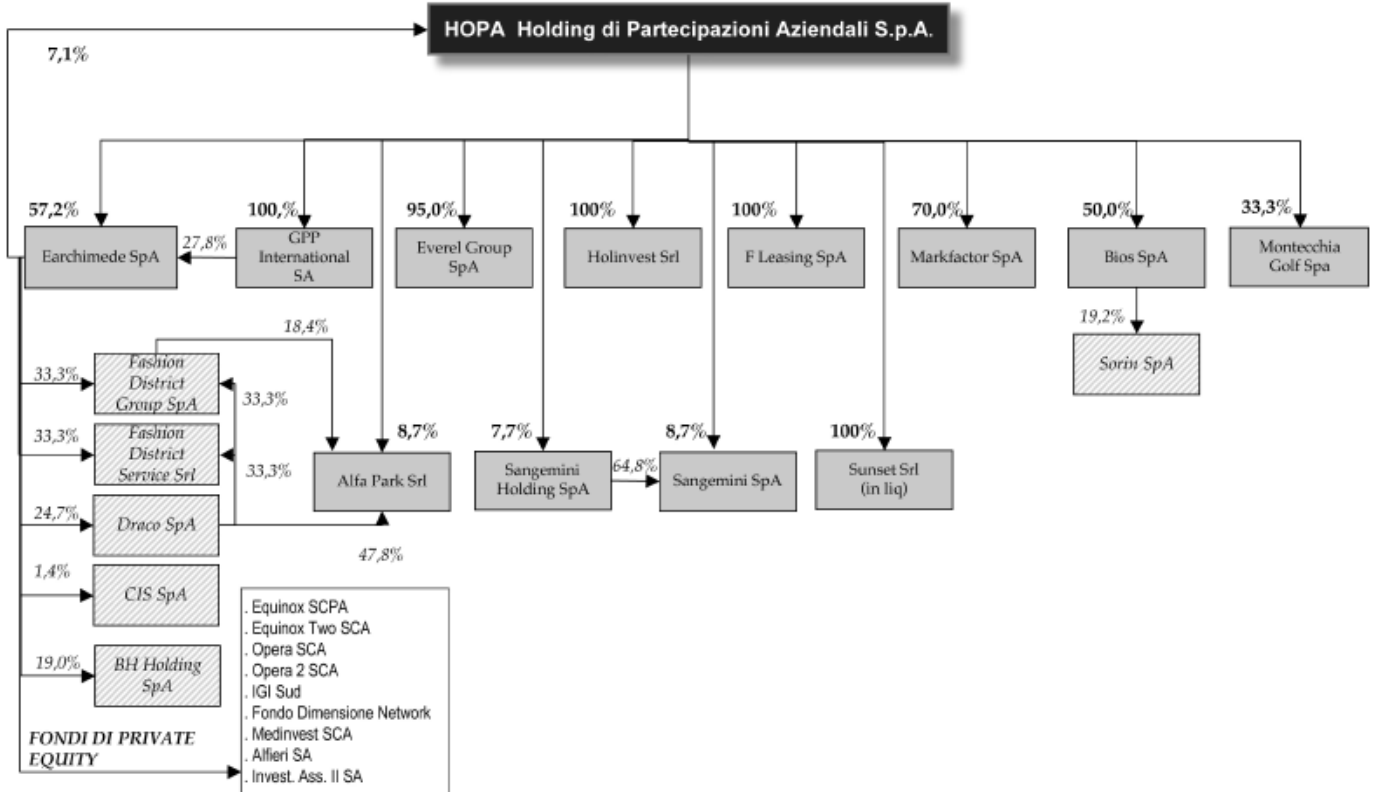 HOPA Holding di Partecipazioni Aziendali S.p.A.
7,1%
57,2%
100,%
95,0%
100%
100%
70,0%
50,0%
33,3%
Earchimede SpA
27,8%
GPP
International
SA
Everel Group
SpA
Holinvest Srl
F Leasing SpA
Markfactor SpA
Bios SpA
Montecchia
Golf Spa
19,2%
Sorin SpA
18,4%
33,3%
Fashion
District
Group SpA
33,3%
33,3%
Fashion
District
Service Srl
33,3%
8,7%
Alfa Park Srl
7,7%
Sangemini
Holding SpA
64,8%
8,7%
Sangemini SpA
100%
Sunset Srl
(in liq)
24,7%
Draco SpA
47,8%
1,4%
CIS SpA
19,0%
BH Holding
SpA
FONDI DI PRIVATE
EQUITY
. Equinox SCPA
. Equinox Two SCA
. Opera SCA
. Opera 2 SCA
. IGI Sud
. Fondo Dimensione Network
. Medinvest SCA
. Alfieri SA
. Invest. Ass. II SA